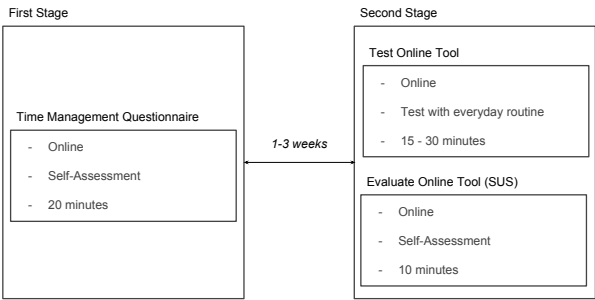 First Stage
Time Management Questionnaire
- Online
- Self-Assessment
- 20 minutes
1-3 weeks
Second Stage
Test Online Tool
- Online
- Test with everyday routine
- 15 - 30 minutes
Evaluate Online Tool (SUS)
- Online
- Self-Assessment
- 10 minutes